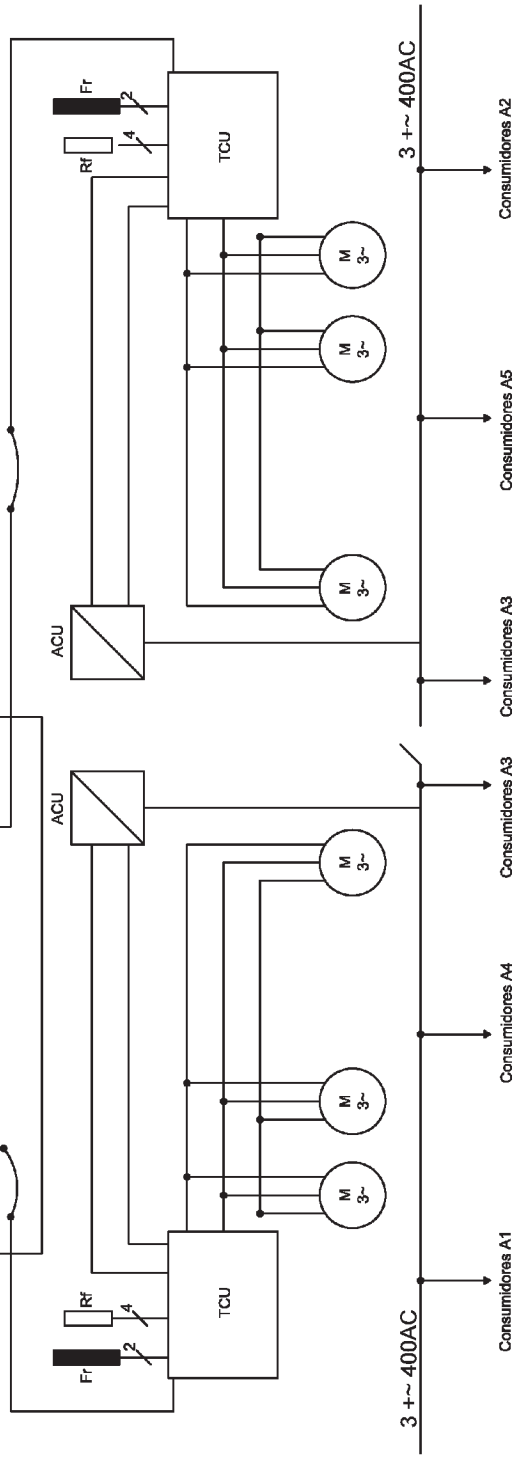 ACU
ACU
Fr
Rf
Rf
Fr
2
4
4
2
TCU
TCU
M
3~
M
3~
M
3~
M
3~
M
3~
M
3~
3 +~ 400AC
3 +~ 400AC
Consumidores A1
Consumidores A4
Consumidores A3
Consumidores A3
Consumidores A5
Consumidores A2